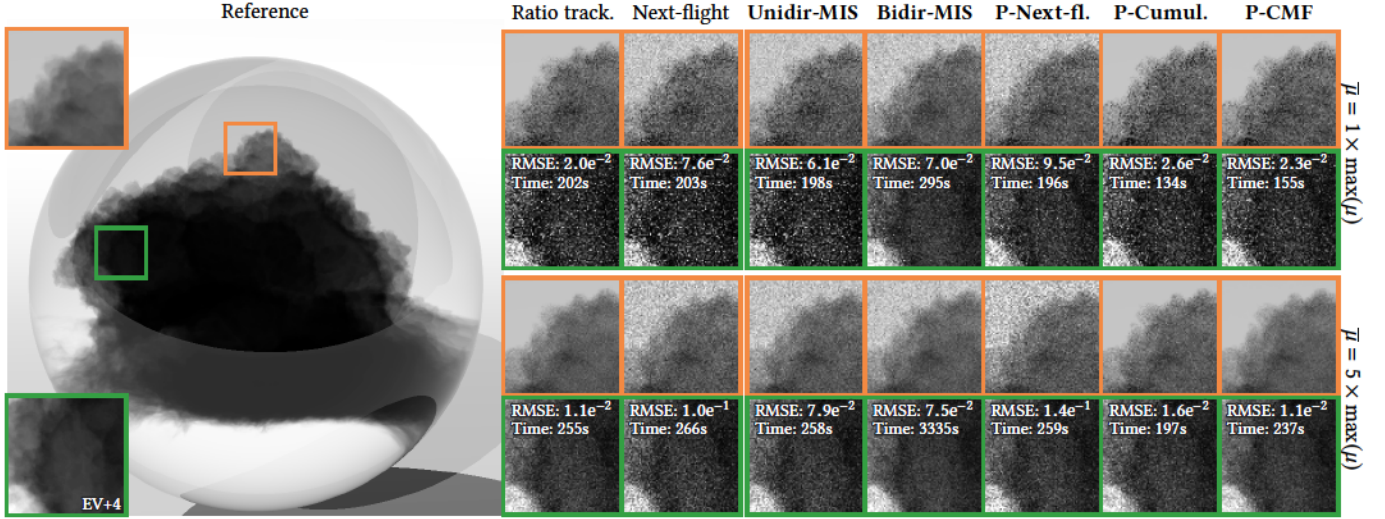 Reference
Ratio track. Next-flight Unidir-MIS Bidir-MIS P-Next-fl. P-Cumul. P-CMF
RMSE: 2.0e⁻² RMSE: 7.6e⁻² RMSE: 6.1e⁻² RMSE: 7.0e⁻² RMSE: 9.5e⁻² RMSE: 2.6e⁻² RMSE: 2.3e⁻²
Time: 202s Time: 203s Time: 198s Time: 295s Time: 196s Time: 134s Time: 155s
μ̅ = 1 × max(μ)
RMSE: 1.1e⁻² RMSE: 1.0e⁻¹ RMSE: 7.9e⁻² RMSE: 7.5e⁻² RMSE: 1.4e⁻¹ RMSE: 1.6e⁻² RMSE: 1.1e⁻²
Time: 255s Time: 266s Time: 258s Time: 3335s Time: 259s Time: 197s Time: 237s
μ̅ = 5 × max(μ)
EV+4